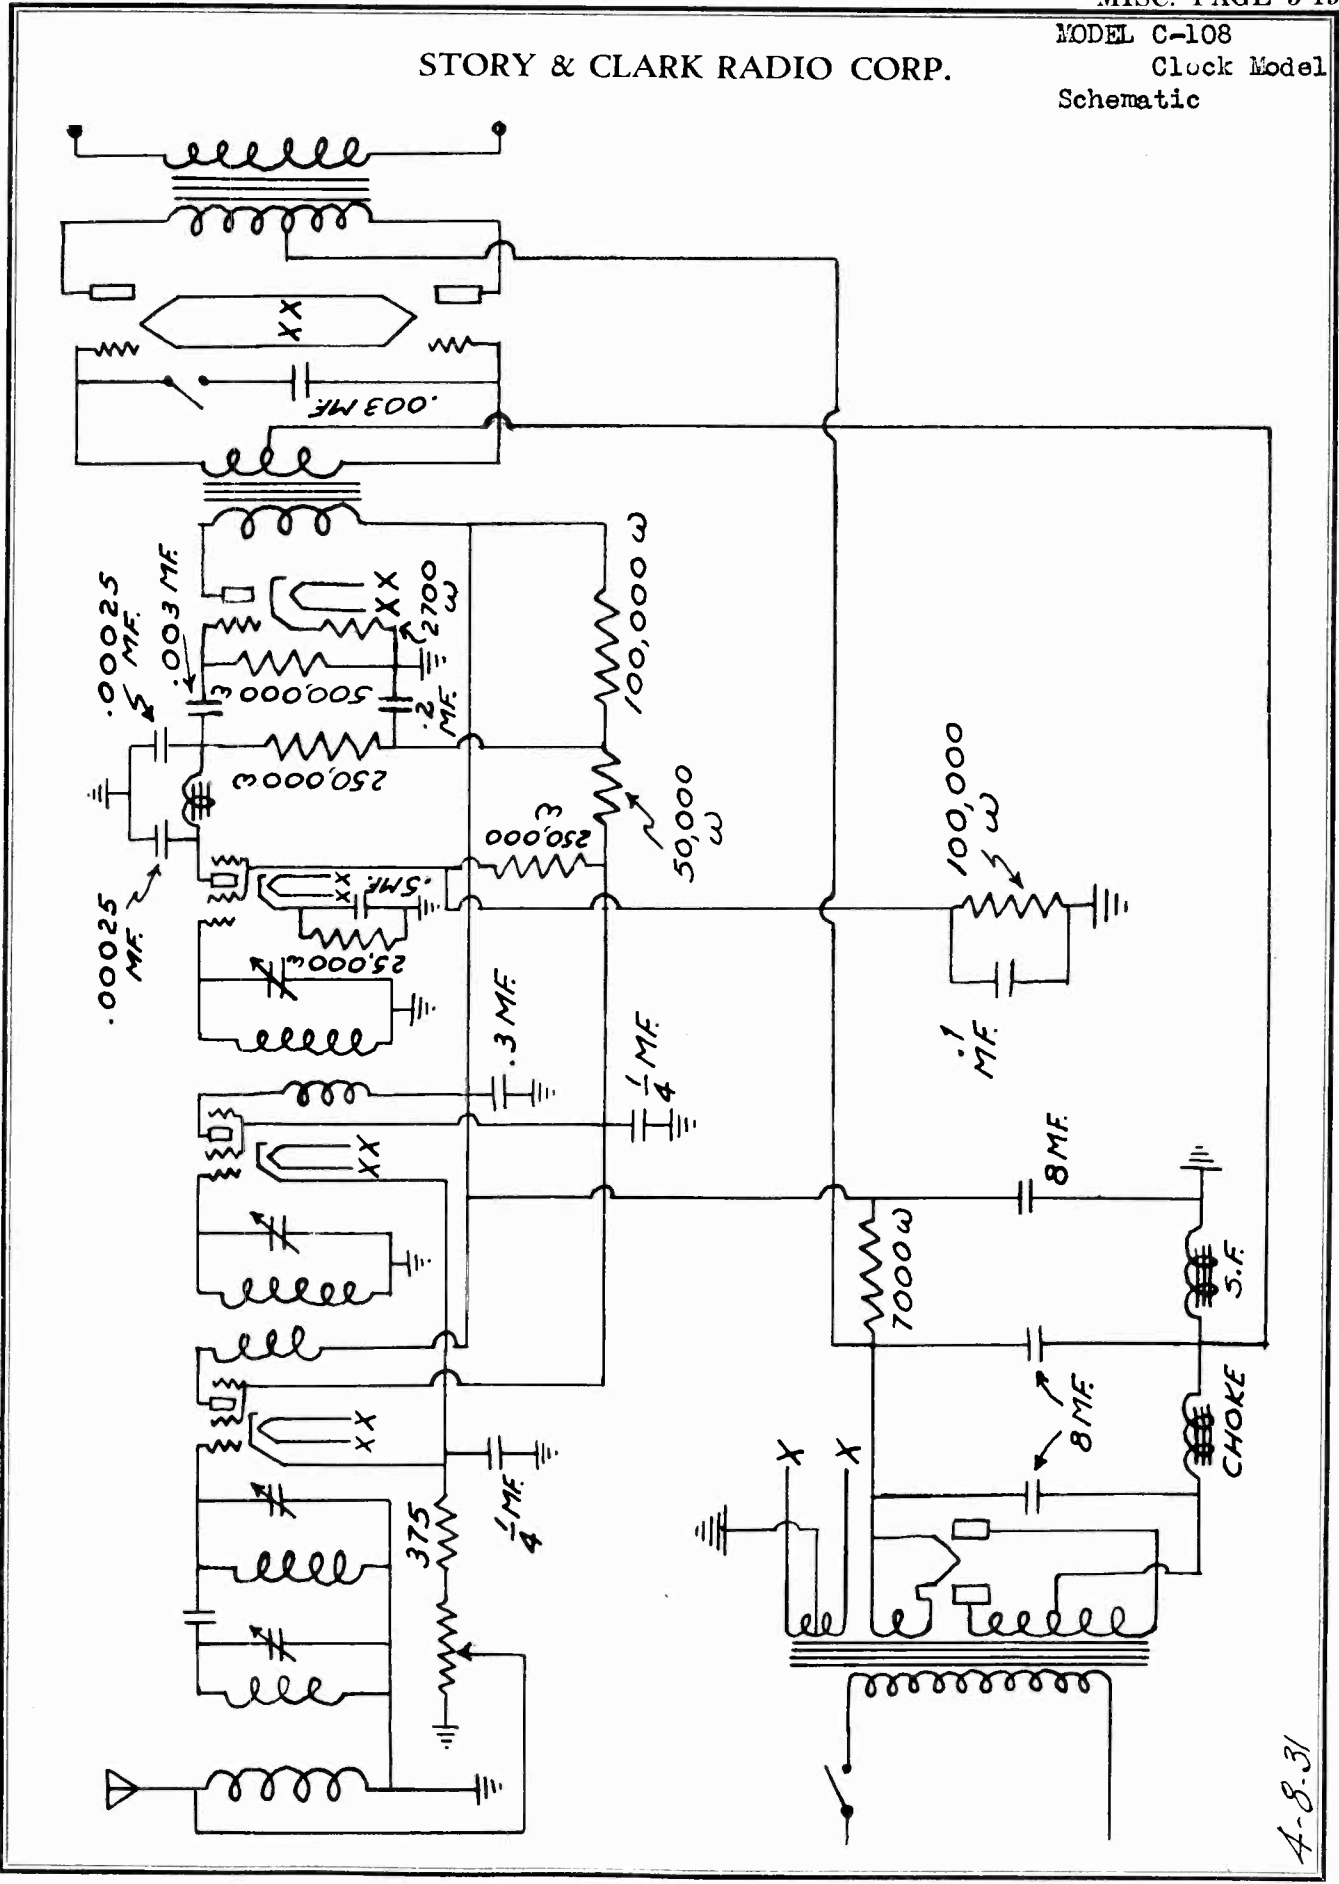 STORY & CLARK RADIO CORP.
MODEL C-108
Clock Model
Schematic
XX
.003 MF.
.00025
MF.
.003 MF.
XX
2700
ω
500,000 ω
.2
MF.
100,000 ω
250,000 ω
50,000
ω
250,000
ω
100,000
ω
.00025
MF.
XX
.5 MF.
25,000 ω
.3 MF.
1/4 MF.
.1
MF.
XX
8 MF.
7000 ω
S.F.
XX
CHOKE
8 MF.
X
X
375
1/4 MF.
4-8-31